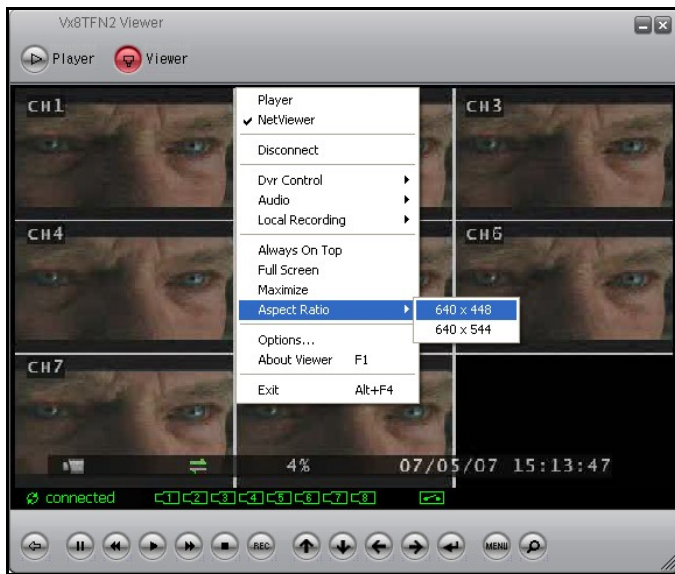 Vx8TFN2 Viewer
Player Viewer
CH1
CH3
CH4
CH6
CH7
Player
NetViewer
Disconnect
Dvr Control
Audio
Local Recording
Always On Top
Full Screen
Maximize
Aspect Ratio
640 x 448
640 x 544
Options...
About Viewer F1
Exit Alt+F4
4% 07/05/07 15:13:47
connected 1 2 3 4 5 6 7 8
REC MENU